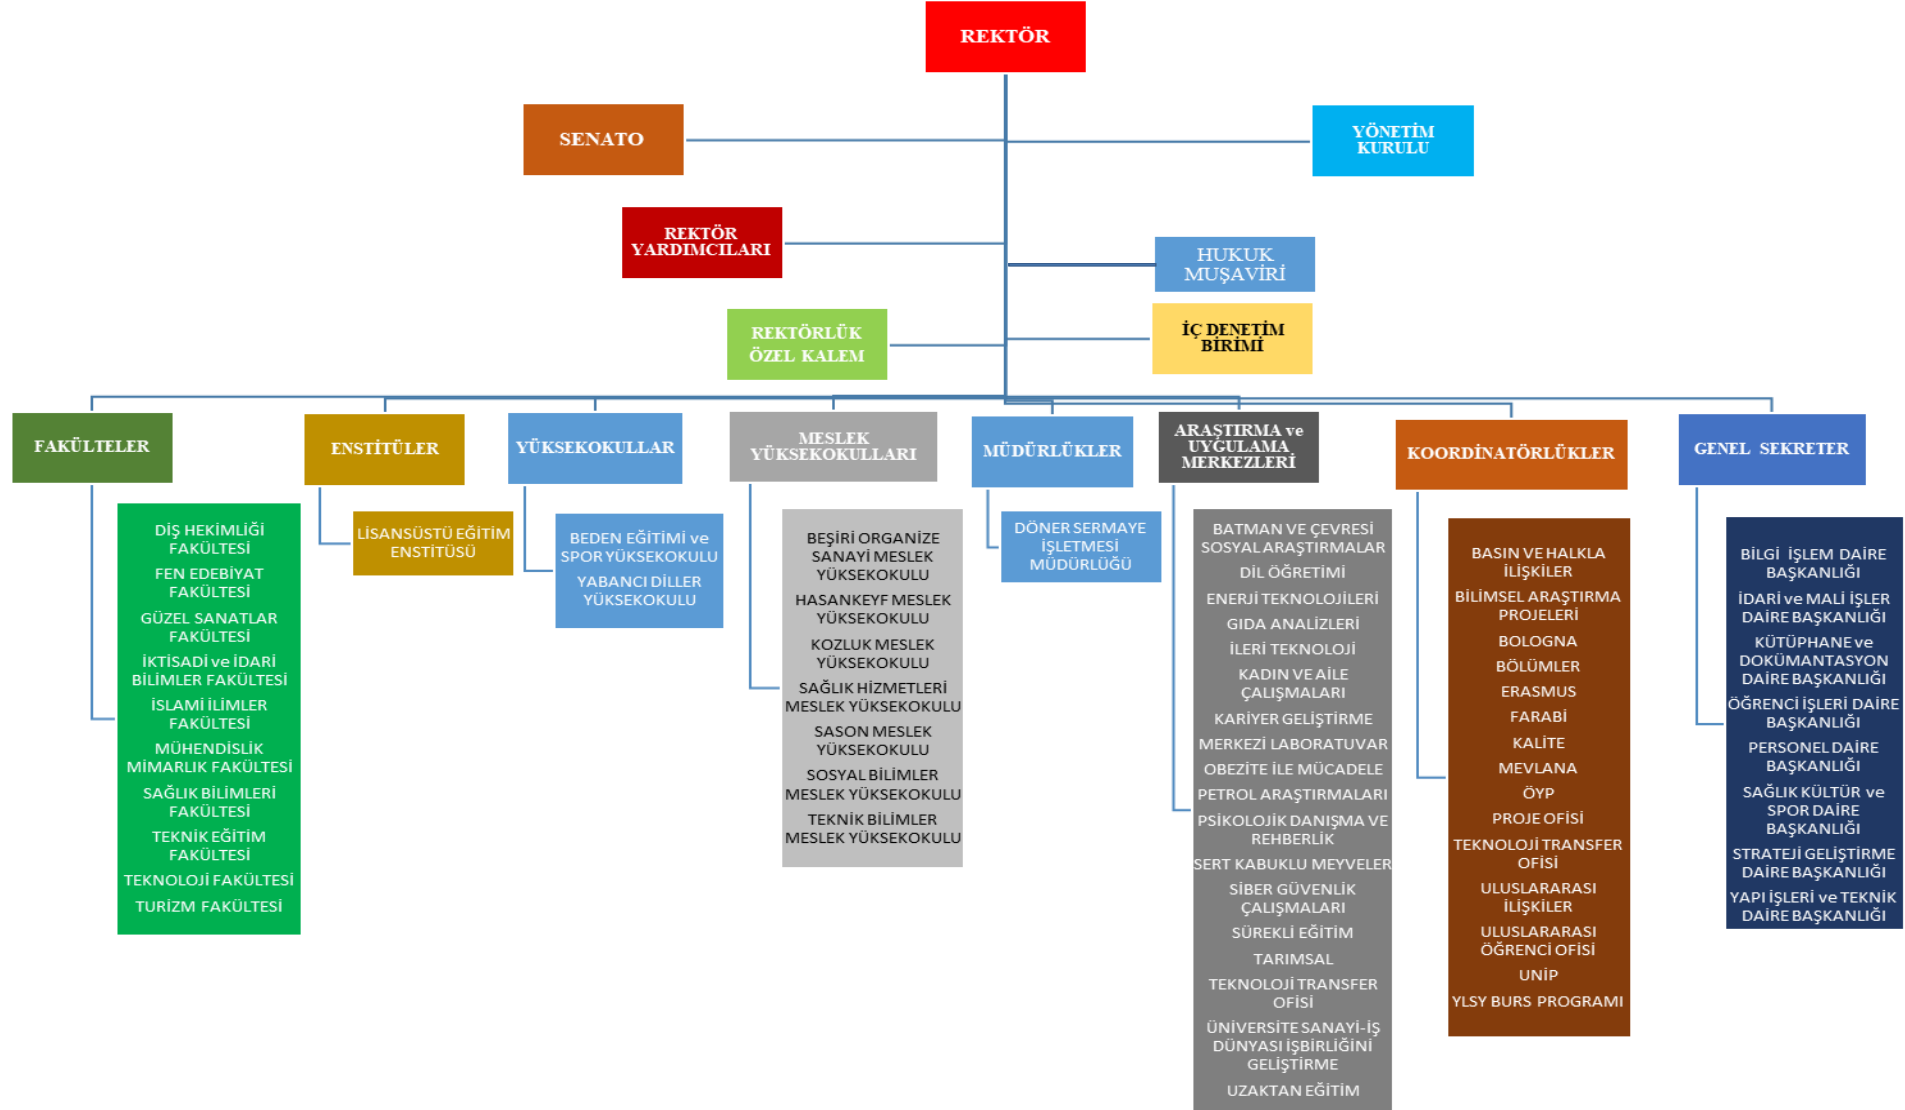 REKTÖR
SENATO
YÖNETİM
KURULU
REKTÖR
YARDIMCILARI
HUKUK
MUŞAVİRİ
REKTÖRLÜK
ÖZEL KALEM
İÇ DENETİM
BİRİMİ
FAKÜLTELER
DİŞ HEKİMLİĞİ
FAKÜLTESİ
FEN EDEBİYAT
FAKÜLTESİ
GÜZEL SANATLAR
FAKÜLTESİ
İKTİSADİ ve İDARİ
BİLİMLER FAKÜLTESİ
İSLAMİ İLİMLER
FAKÜLTESİ
MÜHENDİSLİK
MİMARLIK FAKÜLTESİ
SAĞLIK BİLİMLERİ
FAKÜLTESİ
TEKNİK EĞİTİM
FAKÜLTESİ
TEKNOLOJİ FAKÜLTESİ
TURİZM FAKÜLTESİ
ENSTİTÜLER
LİSANSÜSTÜ EĞİTİM
ENSTİTÜSÜ
YÜKSEKOKULLAR
BEDEN EĞİTİMİ ve
SPOR YÜKSEKOKULU
YABANCI DİLLER
YÜKSEKOKULU
MESLEK
YÜKSEKOKULLARI
BEŞİRİ ORGANİZE
SANAYİ MESLEK
YÜKSEKOKULU
HASANKEYF MESLEK
YÜKSEKOKULU
KOZLUK MESLEK
YÜKSEKOKULU
SAĞLIK HİZMETLERİ
MESLEK YÜKSEKOKULU
SASON MESLEK
YÜKSEKOKULU
SOSYAL BİLİMLER
MESLEK YÜKSEKOKULU
TEKNİK BİLİMLER
MESLEK YÜKSEKOKULU
MÜDÜRLÜKLER
DÖNER SERMAYE
İŞLETMESİ
MÜDÜRLÜĞÜ
ARAŞTIRMA ve
UYGULAMA
MERKEZLERİ
BATMAN VE ÇEVRESİ
SOSYAL ARAŞTIRMALAR
DİL ÖĞRETİMİ
ENERJİ TEKNOLOJİLERİ
GIDA ANALİZLERİ
İLERİ TEKNOLOJİ
KADIN VE AİLE
ÇALIŞMALARI
KARİYER GELİŞTİRME
MERKEZİ LABORATUVAR
OBEZİTE İLE MÜCADELE
PETROL ARAŞTIRMALARI
PSİKOLOJİK DANIŞMA VE
REHBERLİK
SERT KABUKLU MEYVELER
SİBER GÜVENLİK
ÇALIŞMALARI
SÜREKLİ EĞİTİM
TARIMSAL
TEKNOLOJİ TRANSFER
OFİSİ
ÜNİVERSİTE SANAYİ-İŞ
DÜNYASI İŞBİRLİĞİNİ
GELİŞTİRME
UZAKTAN EĞİTİM
KOORDİNATÖRLÜKLER
BASIN VE HALKLA
İLİŞKİLER
BİLİMSEL ARAŞTIRMA
PROJELERİ
BOLOGNA
BÖLÜMLER
ERASMUS
FARABİ
KALİTE
MEVLANA
ÖYP
PROJE OFİSİ
TEKNOLOJİ TRANSFER
OFİSİ
ULUSLARARASI
İLİŞKİLER
ULUSLARARASI
ÖĞRENCİ OFİSİ
UNİP
YLSY BURS PROGRAMI
GENEL SEKRETER
BİLGİ İŞLEM DAİRE
BAŞKANLIĞI
İDARİ ve MALİ İŞLER
DAİRE BAŞKANLIĞI
KÜTÜPHANE ve
DOKÜMANTASYON
DAİRE BAŞKANLIĞI
ÖĞRENCİ İŞLERİ DAİRE
BAŞKANLIĞI
PERSONEL DAİRE
BAŞKANLIĞI
SAĞLIK KÜLTÜR ve
SPOR DAİRE
BAŞKANLIĞI
STRATEJİ GELİŞTİRME
DAİRE BAŞKANLIĞI
YAPI İŞLERİ ve TEKNİK
DAİRE BAŞKANLIĞI